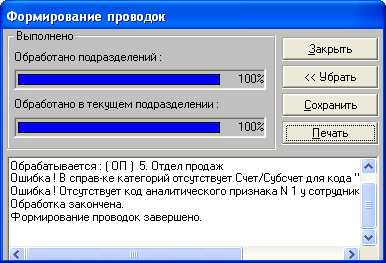 Формирование проводок
Выполнено
Обработано подразделений :
100%
Обработано в текущем подразделении :
100%
Закрыть
<< Убрать
Сохранить
Печать
Обрабатывается : ( ОП ) 5. Отдел продаж
Ошибка ! В справ-ке категорий отсутствует Счет/Субсчет для кода "
Ошибка ! Отсутствует код аналитического признака N 1 у сотрудник
Обработка закончена.
Формирование проводок завершено.